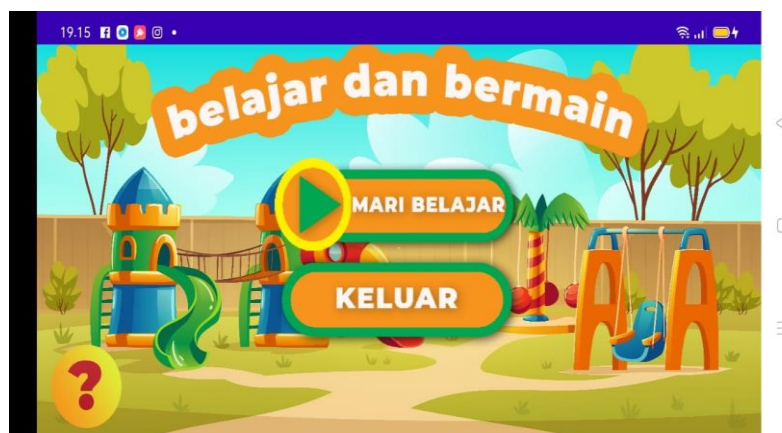 19.15
belajar dan bermain
MARI BELAJAR
KELUAR
?